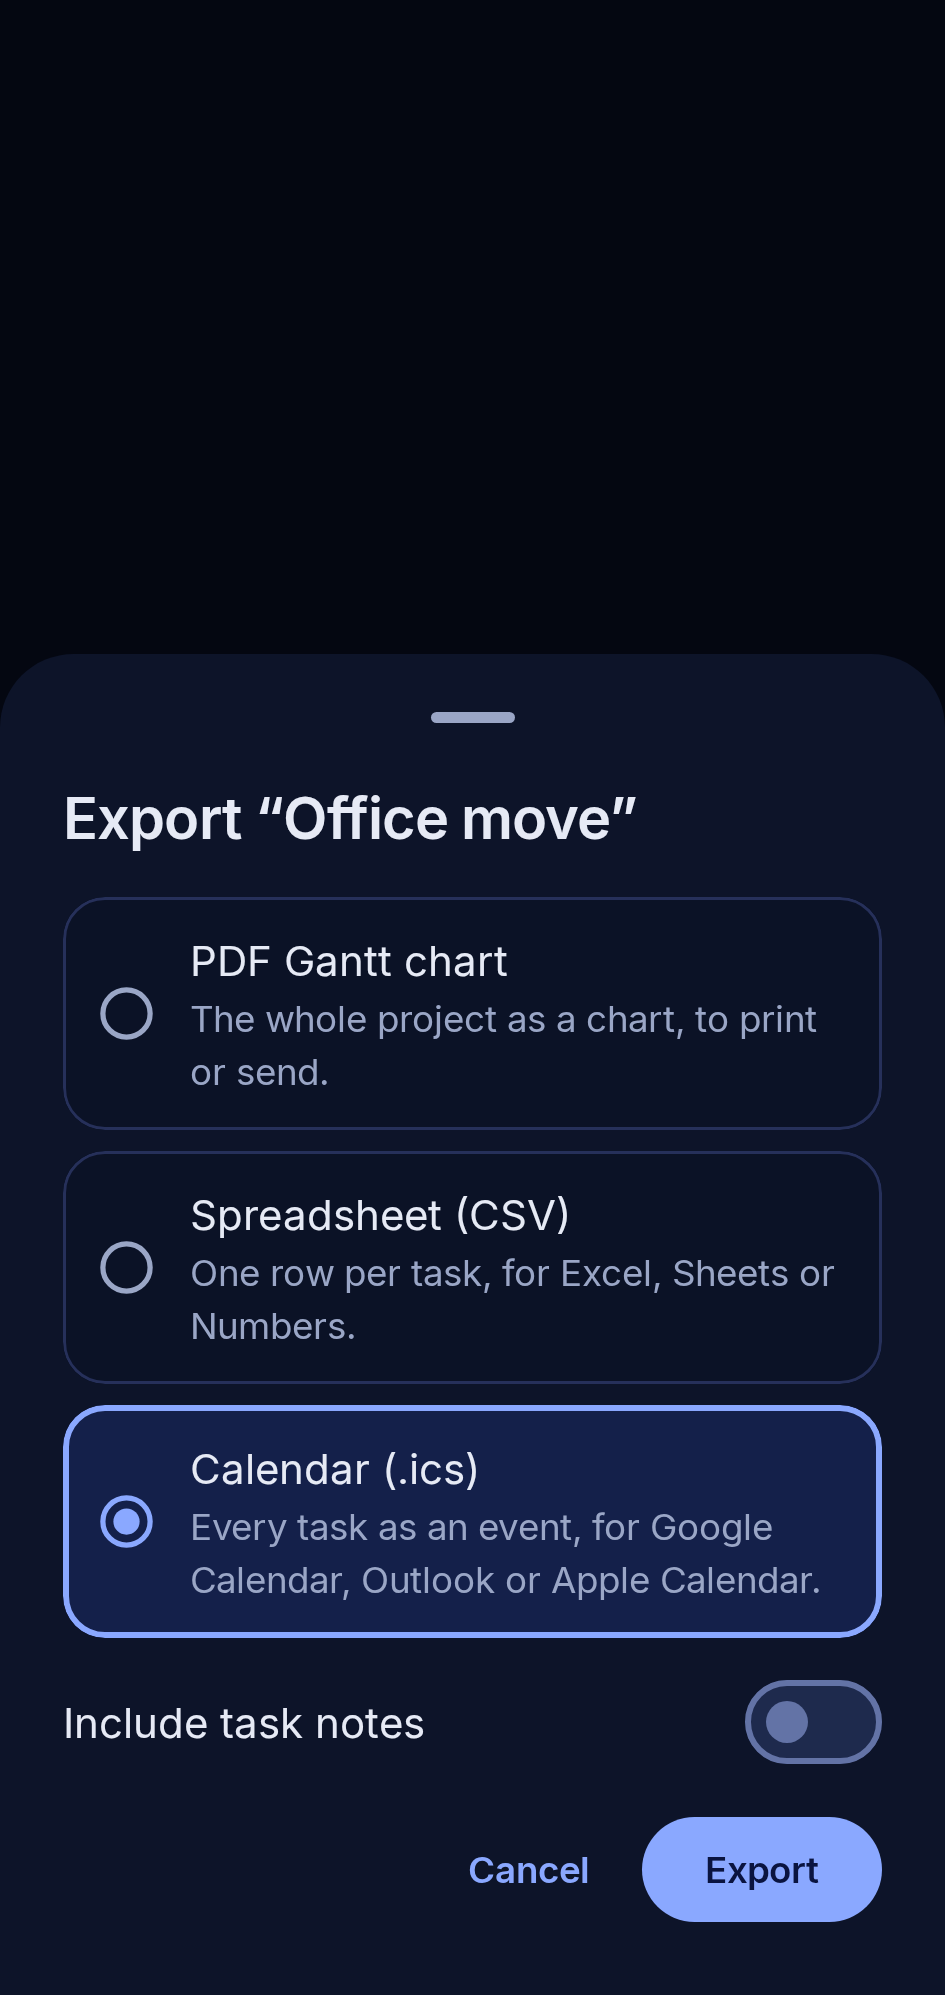 Export “Office move”
PDF Gantt chart
The whole project as a chart, to print
or send.
Spreadsheet (CSV)
One row per task, for Excel, Sheets or
Numbers.
Calendar (.ics)
Every task as an event, for Google
Calendar, Outlook or Apple Calendar.
Include task notes
Cancel
Export